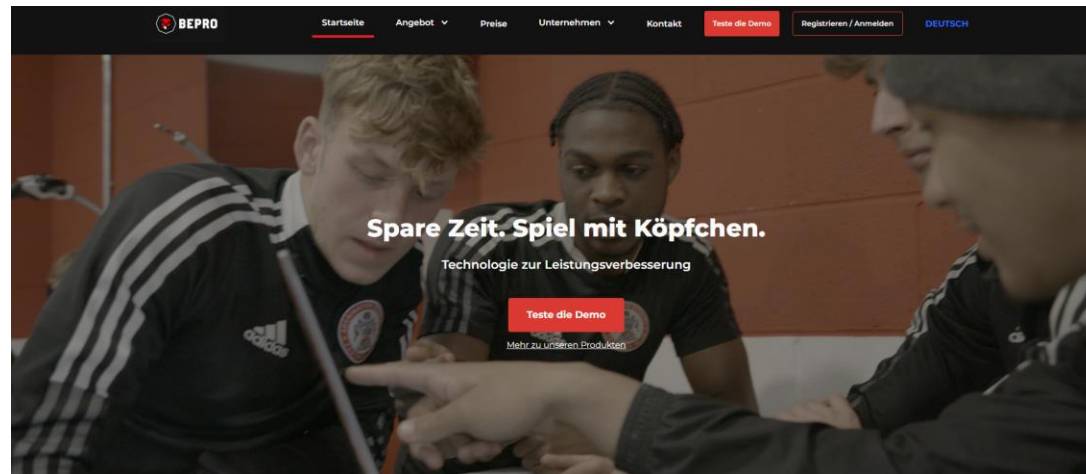 BEPRO
Startseite
Angebot
Preise
Unternehmen
Kontakt
Teste die Demo
Registrieren / Anmelden
DEUTSCH
Spare Zeit. Spiel mit Köpfchen.
Technologie zur Leistungsverbesserung
Teste die Demo
Mehr zu unseren Produkten
adidas